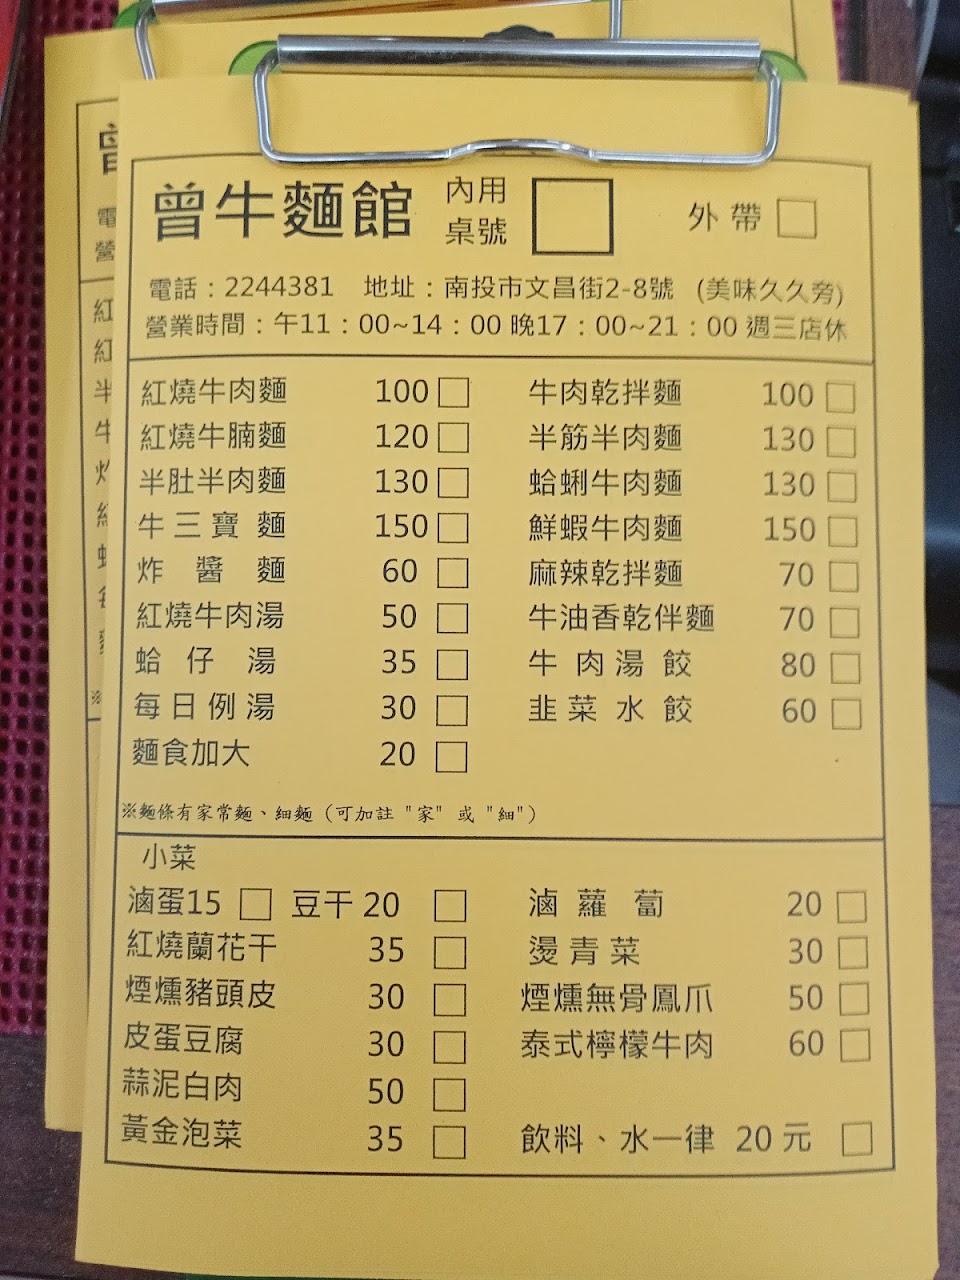 曾牛麵館 內用 桌號 □ 外帶 □
電話：2244381 地址：南投市文昌街2-8號 (美味久久旁)
營業時間：午11：00~14：00 晚17：00~21：00 週三店休
紅燒牛肉麵 100 □ 牛肉乾拌麵 100 □
紅燒牛腩麵 120 □ 半筋半肉麵 130 □
半肚半肉麵 130 □ 蛤蜊牛肉麵 130 □
牛三寶麵 150 □ 鮮蝦牛肉麵 150 □
炸醬麵 60 □ 麻辣乾拌麵 70 □
紅燒牛肉湯 50 □ 牛油香乾伴麵 70 □
蛤仔湯 35 □ 牛肉湯餃 80 □
每日例湯 30 □ 韭菜水餃 60 □
麵食加大 20 □
※麵條有家常麵、細麵（可加註 "家" 或 "細"）
小菜
滷蛋15 □ 豆干 20 □ 滷蘿蔔 20 □
紅燒蘭花干 35 □ 燙青菜 30 □
煙燻豬頭皮 30 □ 煙燻無骨鳳爪 50 □
皮蛋豆腐 30 □ 泰式檸檬牛肉 60 □
蒜泥白肉 50 □
黃金泡菜 35 □ 飲料、水一律 20 元 □